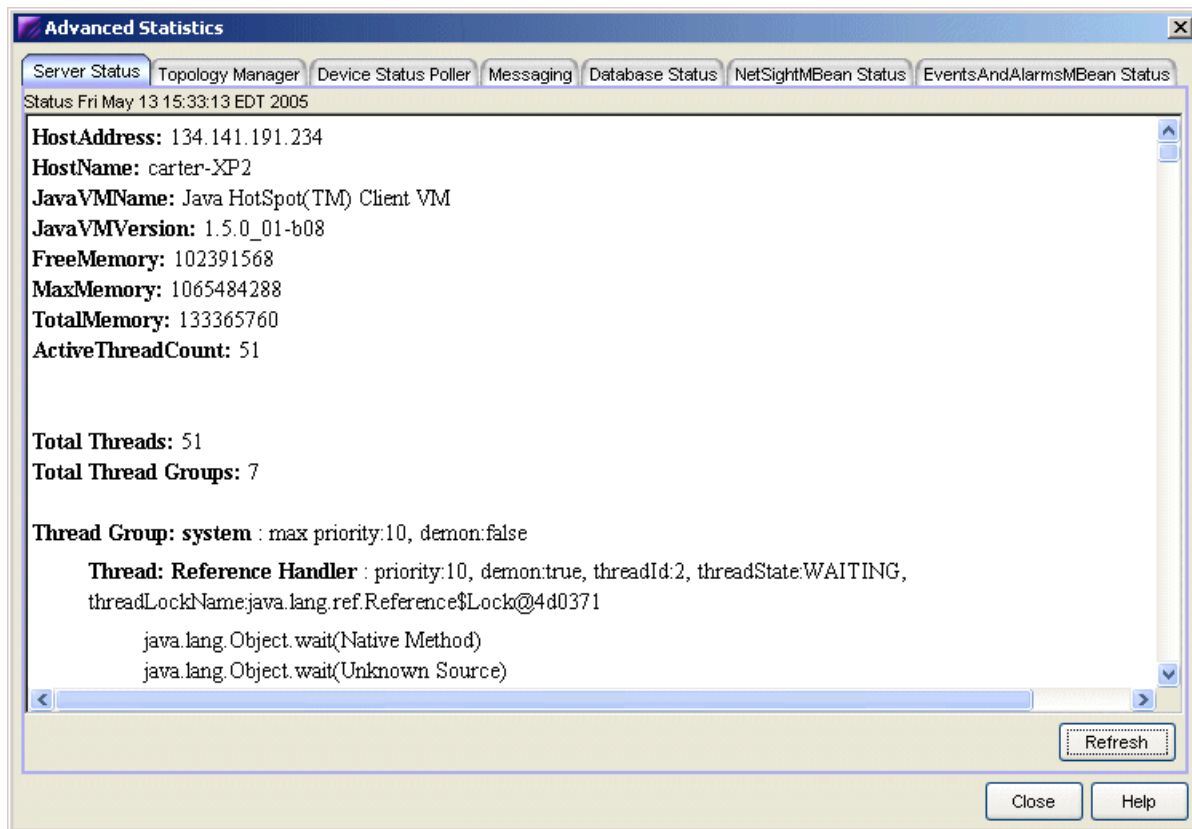 Advanced Statistics
Server Status Topology Manager Device Status Poller Messaging Database Status NetSightMBean Status EventsAndAlarmsMBean Status
Status Fri May 13 15:33:13 EDT 2005
HostAddress: 134.141.191.234
HostName: carter-XP2
JavaVMName: Java HotSpot(TM) Client VM
JavaVMVersion: 1.5.0_01-b08
FreeMemory: 102391568
MaxMemory: 1065484288
TotalMemory: 133365760
ActiveThreadCount: 51
Total Threads: 51
Total Thread Groups: 7
Thread Group: system : max priority:10, demon:false
Thread: Reference Handler : priority:10, demon:true, threadId:2, threadState:WAITING,
threadLockName:java.lang.ref.Reference$Lock@4d0371
java.lang.Object.wait(Native Method)
java.lang.Object.wait(Unknown Source)
Refresh
Close Help